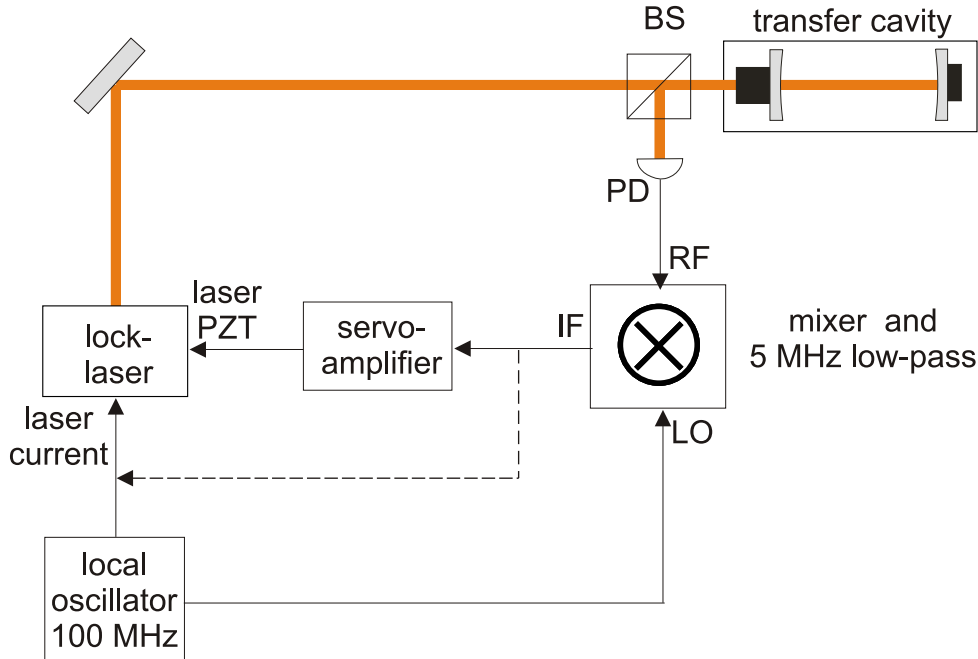 BS
transfer cavity
PD
RF
laser
PZT
servo-
amplifier
IF
mixer and
5 MHz low-pass
lock-
laser
LO
laser
current
local
oscillator
100 MHz